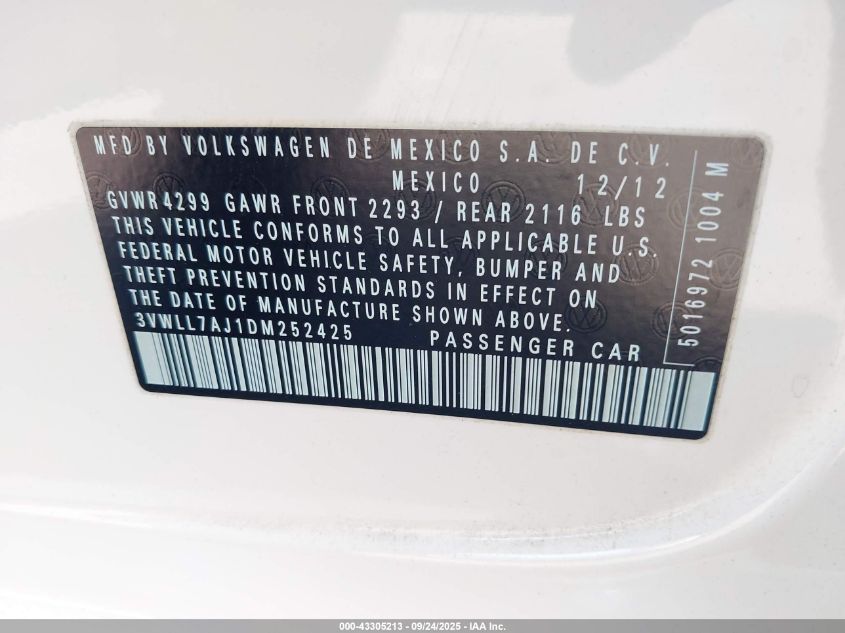 MFD BY VOLKSWAGEN DE MEXICO S.A. DE C.V.
MEXICO 12/12
GVWR4299 GAWR FRONT 2293 / REAR 2116 LBS
THIS VEHICLE CONFORMS TO ALL APPLICABLE U.S.
FEDERAL MOTOR VEHICLE SAFETY, BUMPER AND
THEFT PREVENTION STANDARDS IN EFFECT ON
THE DATE OF MANUFACTURE SHOWN ABOVE.
3VWLL7AJ1DM252425 PASSENGER CAR
5016972 1004 M
000-43305213 - 09/24/2025 - IAA Inc.